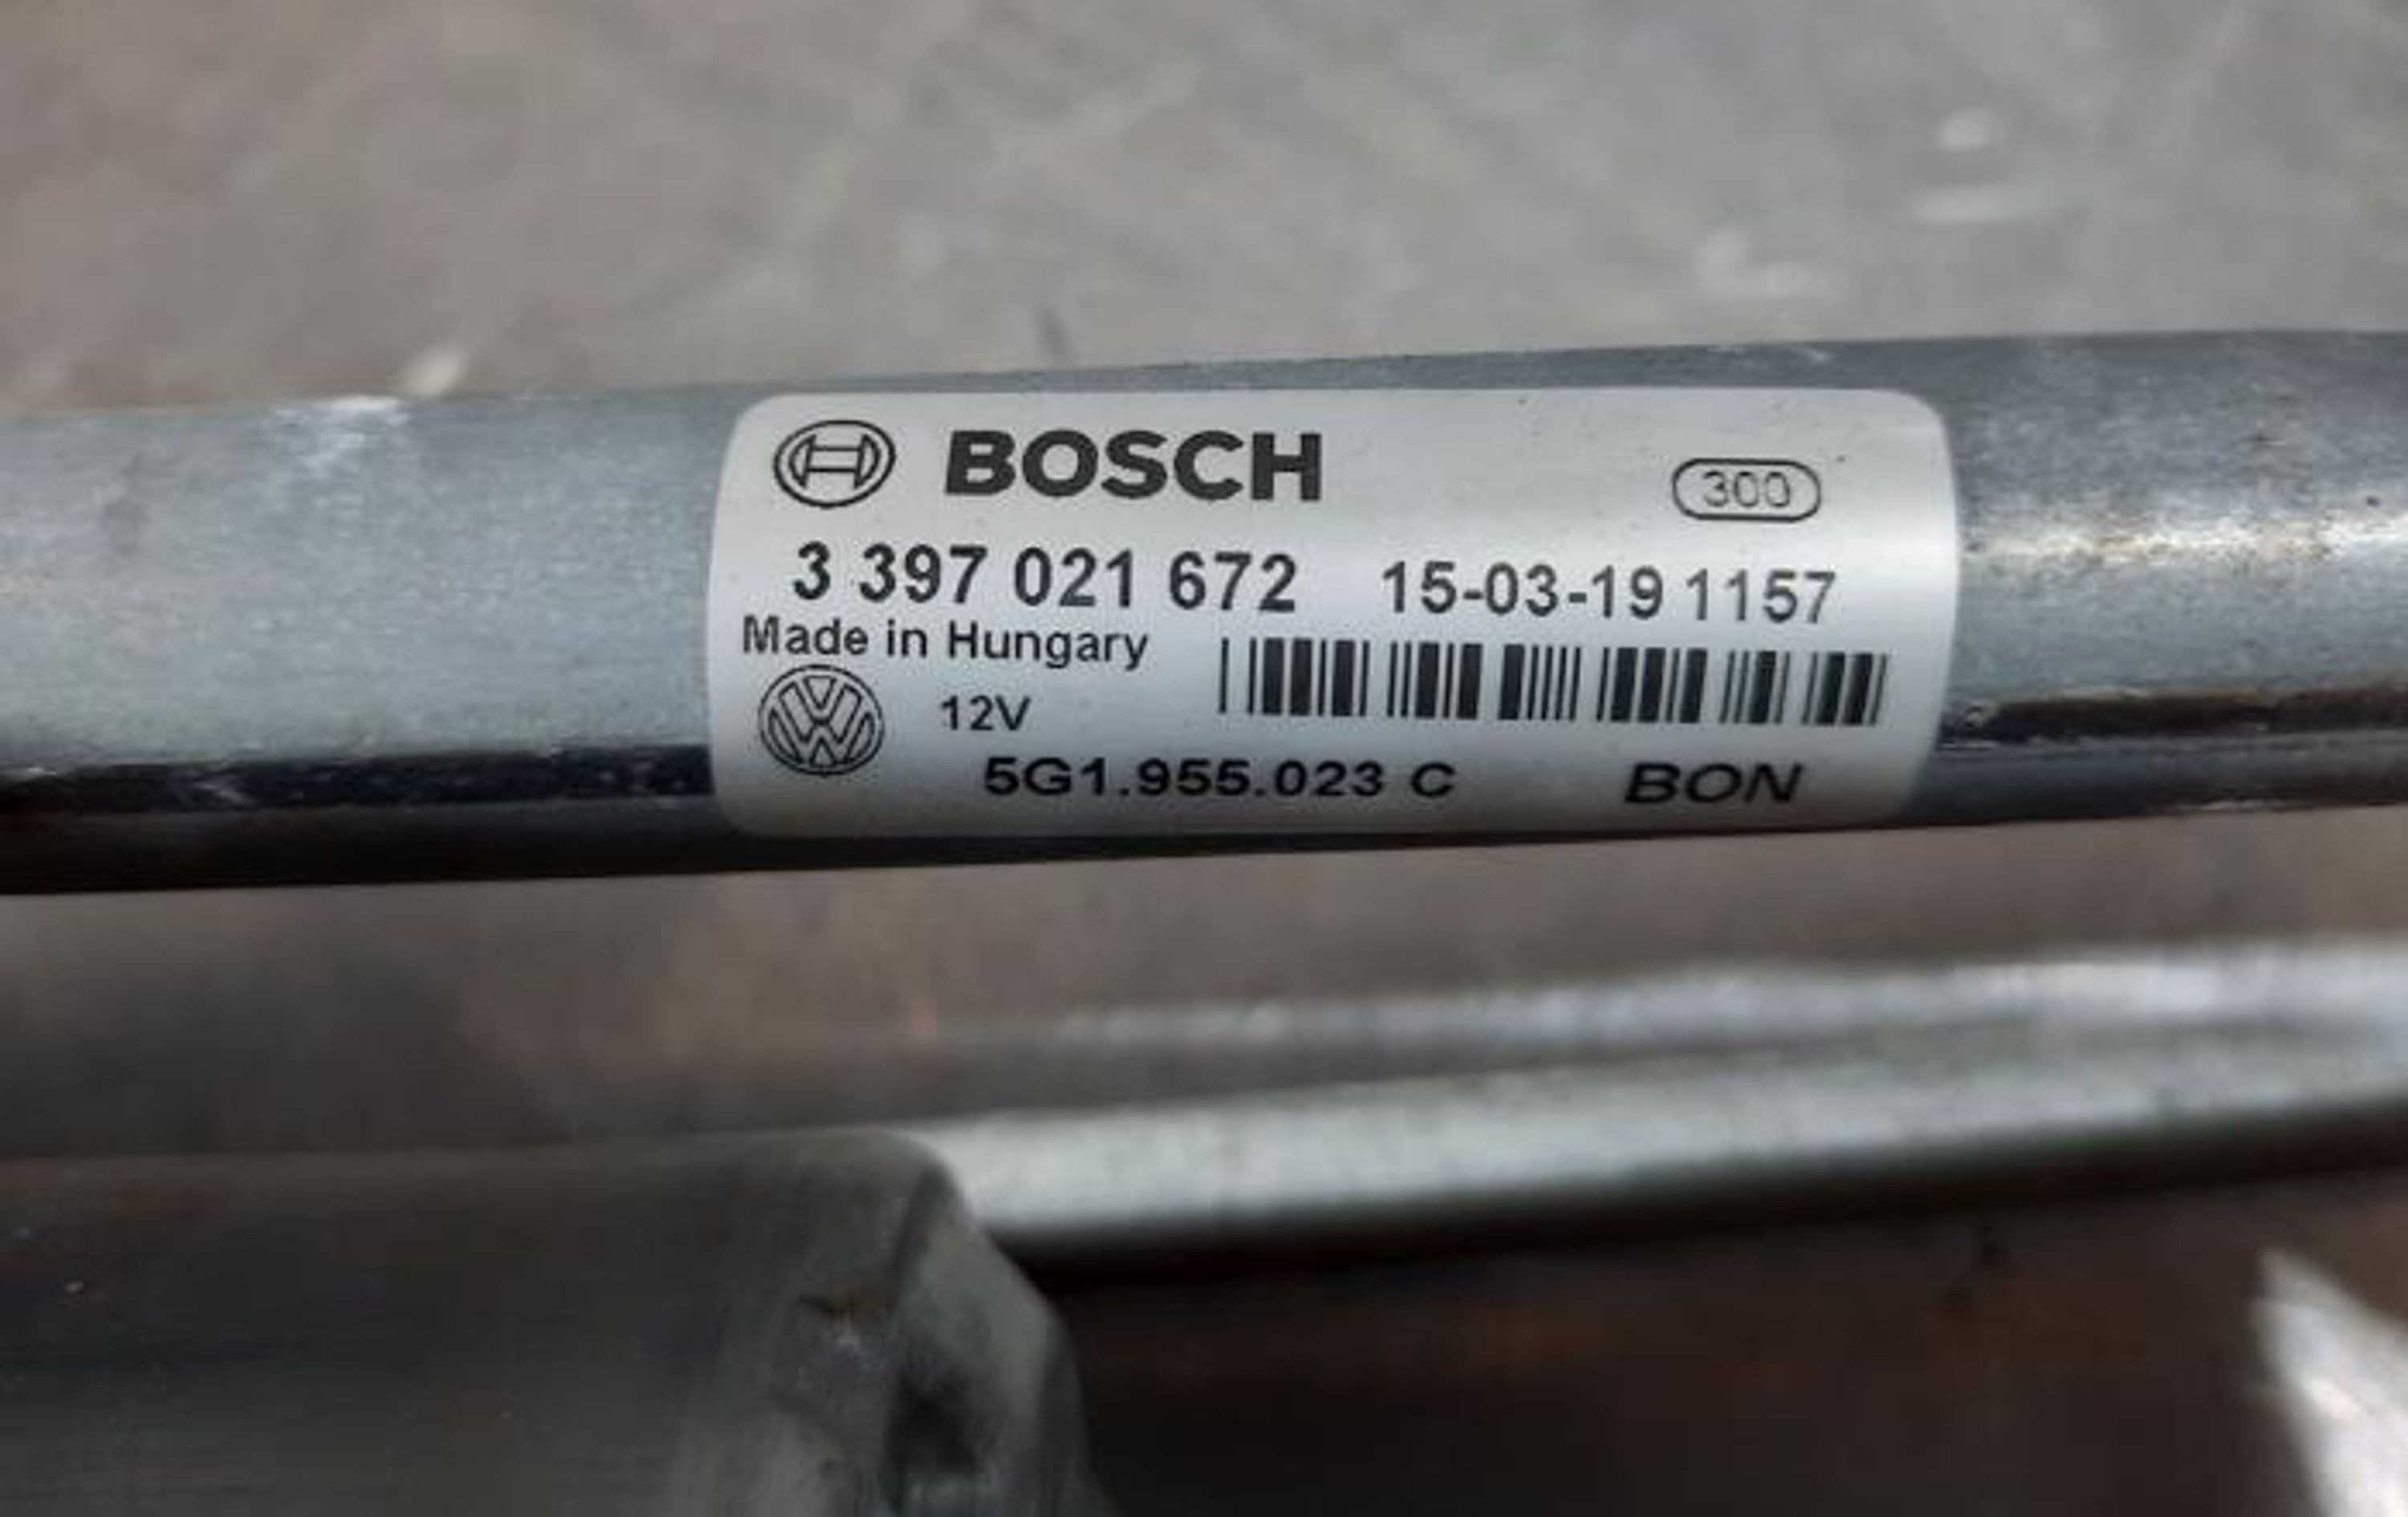 BOSCH 300
3 397 021 672 15-03-19 1157
Made in Hungary
12V
5G1.955.023 C BON